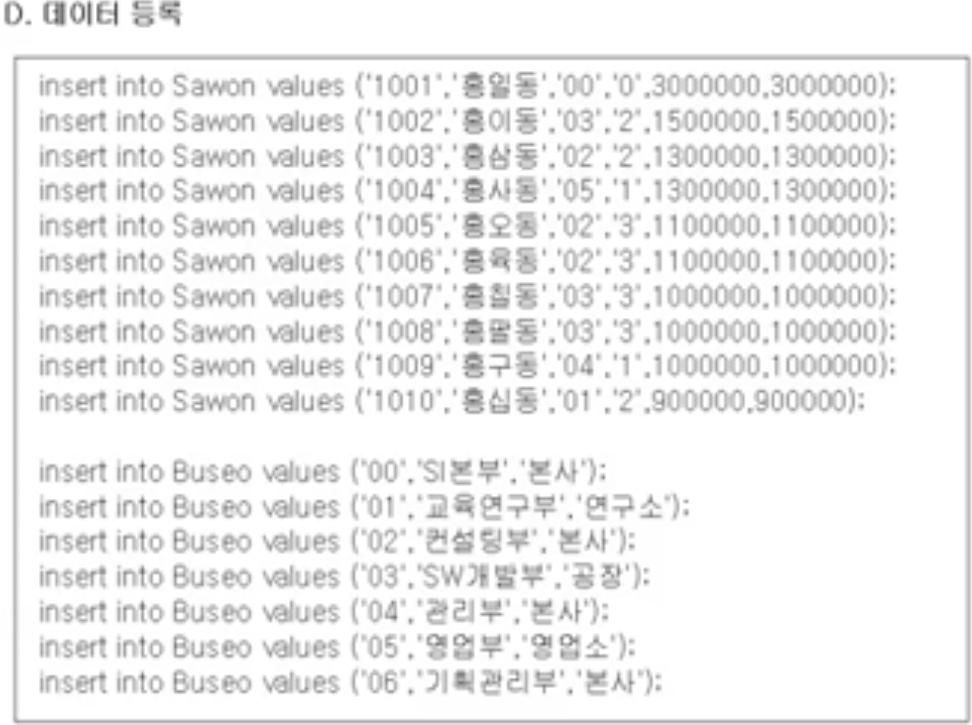 D. 데이터 등록
insert into Sawon values ('1001','홍일동','00','0',3000000,3000000);
insert into Sawon values ('1002','홍이동','03','2',1500000,1500000);
insert into Sawon values ('1003','홍삼동','02','2',1300000,1300000);
insert into Sawon values ('1004','홍사동','05','1',1300000,1300000);
insert into Sawon values ('1005','홍오동','02','3',1100000,1100000);
insert into Sawon values ('1006','홍육동','02','3',1100000,1100000);
insert into Sawon values ('1007','홍칠동','03','3',1000000,1000000);
insert into Sawon values ('1008','홍팔동','03','3',1000000,1000000);
insert into Sawon values ('1009','홍구동','04','1',1000000,1000000);
insert into Sawon values ('1010','홍십동','01','2',900000,900000);
insert into Buseo values ('00','SI본부','본사');
insert into Buseo values ('01','교육연구부','연구소');
insert into Buseo values ('02','컨설팅부','본사');
insert into Buseo values ('03','SW개발부','공장');
insert into Buseo values ('04','관리부','본사');
insert into Buseo values ('05','영업부','영업소');
insert into Buseo values ('06','기획관리부','본사');